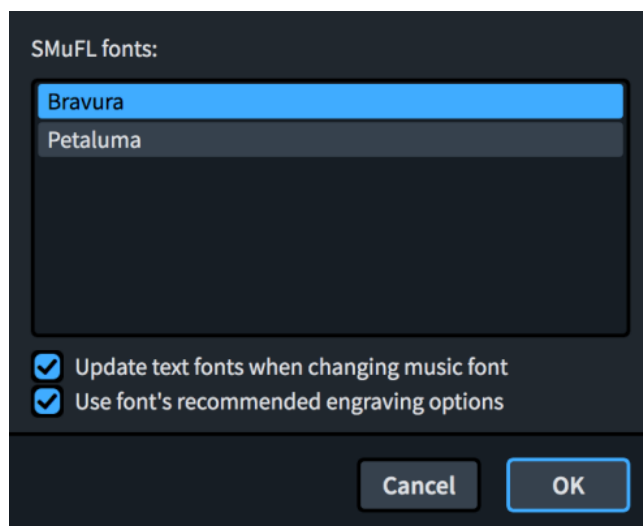 SMuFL fonts:
Bravura
Petaluma
Update text fonts when changing music font
Use font's recommended engraving options
Cancel OK